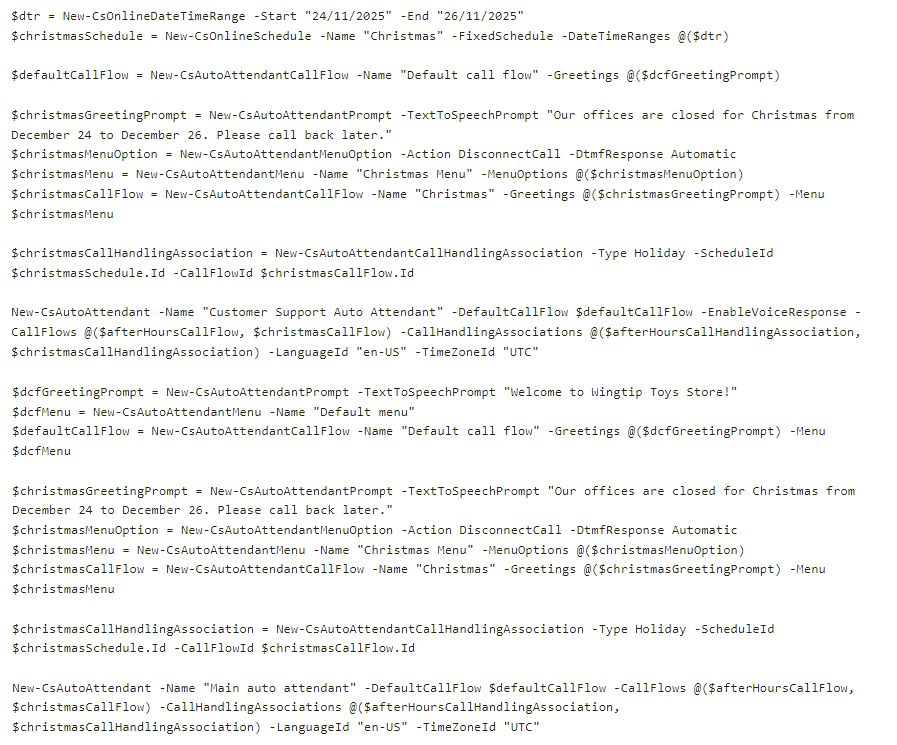 $dtr = New-CsOnlineDateTimeRange -Start "24/11/2025" -End "26/11/2025"
$christmasSchedule = New-CsOnlineSchedule -Name "Christmas" -FixedSchedule -DateTimeRanges @($dtr)
$defaultCallFlow = New-CsAutoAttendantCallFlow -Name "Default call flow" -Greetings @($dcfGreetingPrompt)
$christmasGreetingPrompt = New-CsAutoAttendantPrompt -TextToSpeechPrompt "Our offices are closed for Christmas from
December 24 to December 26. Please call back later."
$christmasMenuOption = New-CsAutoAttendantMenuOption -Action DisconnectCall -DtmfResponse Automatic
$christmasMenu = New-CsAutoAttendantMenu -Name "Christmas Menu" -MenuOptions @($christmasMenuOption)
$christmasCallFlow = New-CsAutoAttendantCallFlow -Name "Christmas" -Greetings @($christmasGreetingPrompt) -Menu
$christmasMenu
$christmasCallHandlingAssociation = New-CsAutoAttendantCallHandlingAssociation -Type Holiday -ScheduleId
$christmasSchedule.Id -CallFlowId $christmasCallFlow.Id
New-CsAutoAttendant -Name "Customer Support Auto Attendant" -DefaultCallFlow $defaultCallFlow -EnableVoiceResponse -
CallFlows @($afterHoursCallFlow, $christmasCallFlow) -CallHandlingAssociations @($afterHoursCallHandlingAssociation,
$christmasCallHandlingAssociation) -LanguageId "en-US" -TimeZoneId "UTC"
$dcfGreetingPrompt = New-CsAutoAttendantPrompt -TextToSpeechPrompt "Welcome to Wingtip Toys Store!"
$dcfMenu = New-CsAutoAttendantMenu -Name "Default menu"
$defaultCallFlow = New-CsAutoAttendantCallFlow -Name "Default call flow" -Greetings @($dcfGreetingPrompt) -Menu
$dcfMenu
$christmasGreetingPrompt = New-CsAutoAttendantPrompt -TextToSpeechPrompt "Our offices are closed for Christmas from
December 24 to December 26. Please call back later."
$christmasMenuOption = New-CsAutoAttendantMenuOption -Action DisconnectCall -DtmfResponse Automatic
$christmasMenu = New-CsAutoAttendantMenu -Name "Christmas Menu" -MenuOptions @($christmasMenuOption)
$christmasCallFlow = New-CsAutoAttendantCallFlow -Name "Christmas" -Greetings @($christmasGreetingPrompt) -Menu
$christmasMenu
$christmasCallHandlingAssociation = New-CsAutoAttendantCallHandlingAssociation -Type Holiday -ScheduleId
$christmasSchedule.Id -CallFlowId $christmasCallFlow.Id
New-CsAutoAttendant -Name "Main auto attendant" -DefaultCallFlow $defaultCallFlow -CallFlows @($afterHoursCallFlow,
$christmasCallFlow) -CallHandlingAssociations @($afterHoursCallHandlingAssociation,
$christmasCallHandlingAssociation) -LanguageId "en-US" -TimeZoneId "UTC"